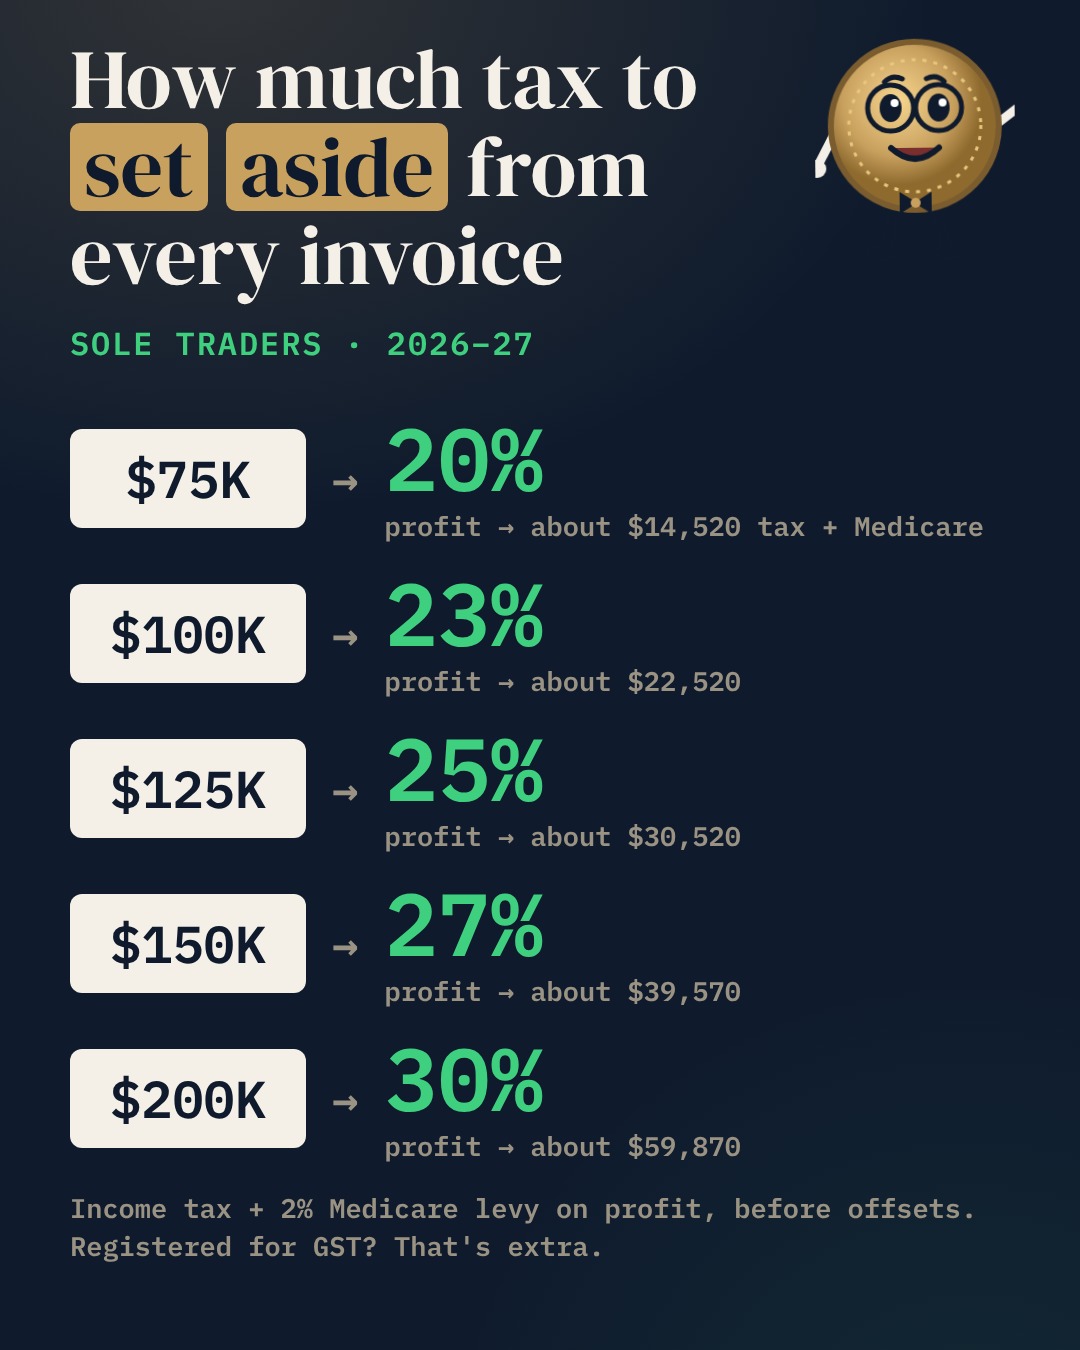 How much tax to
set aside from
every invoice
SOLE TRADERS · 2026–27
$75K → 20%
profit → about $14,520 tax + Medicare
$100K → 23%
profit → about $22,520
$125K → 25%
profit → about $30,520
$150K → 27%
profit → about $39,570
$200K → 30%
profit → about $59,870
Income tax + 2% Medicare levy on profit, before offsets.
Registered for GST? That's extra.